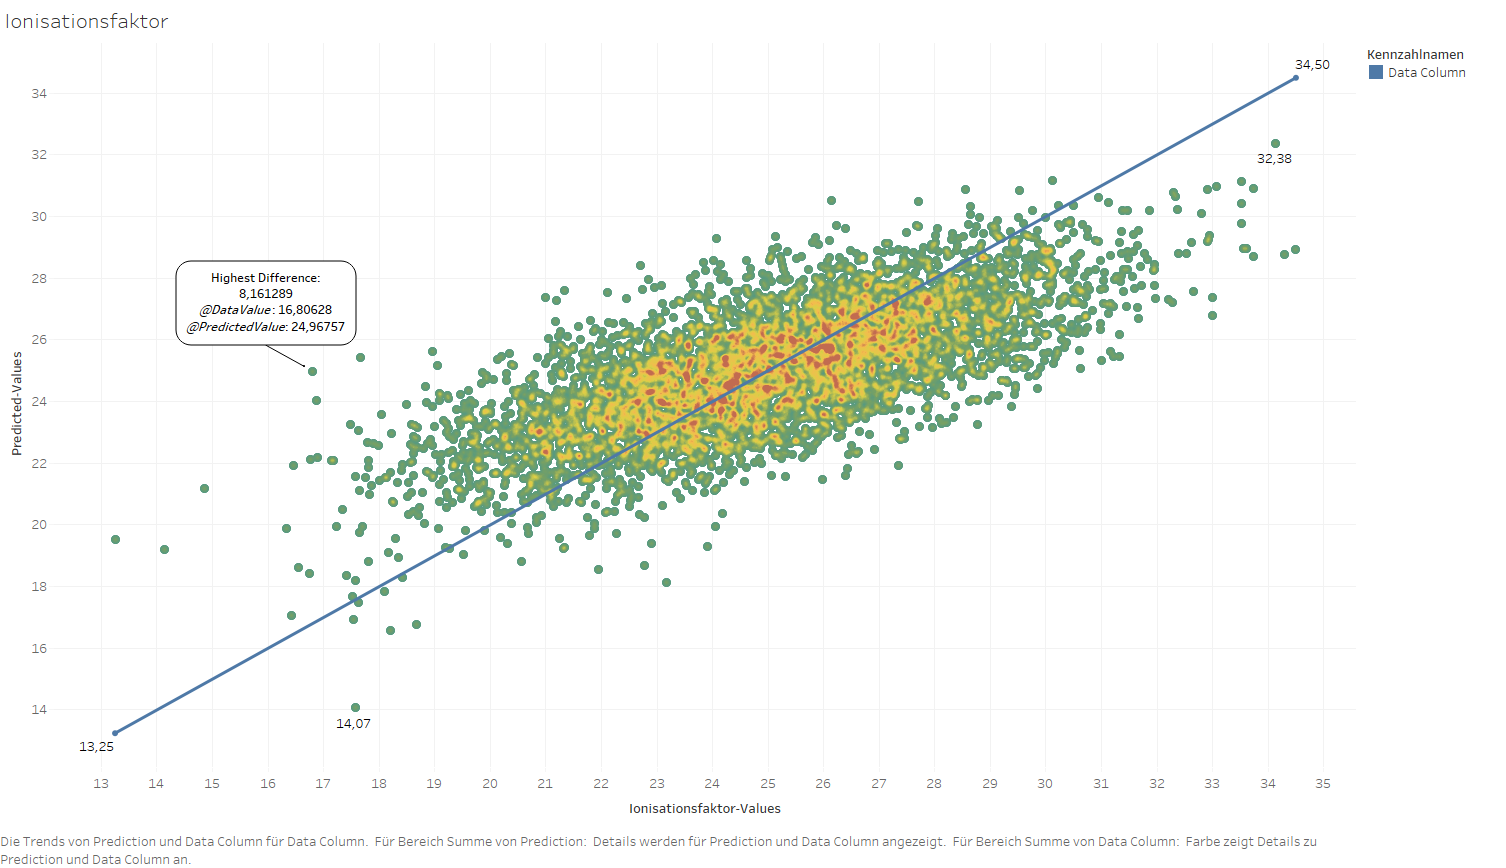 Ionisationsfaktor
Kennzahlnamen
Data Column
34,50
32,38
Highest Difference:
8,161289
@DataValue: 16,80628
@PredictedValue: 24,96757
Predicted-Values
34
32
30
28
26
24
22
20
18
16
14
14,07
13,25
13 14 15 16 17 18 19 20 21 22 23 24 25 26 27 28 29 30 31 32 33 34 35
Ionisationsfaktor-Values
Die Trends von Prediction und Data Column für Data Column. Für Bereich Summe von Prediction: Details werden für Prediction und Data Column angezeigt. Für Bereich Summe von Data Column: Farbe zeigt Details zu
Prediction und Data Column an.